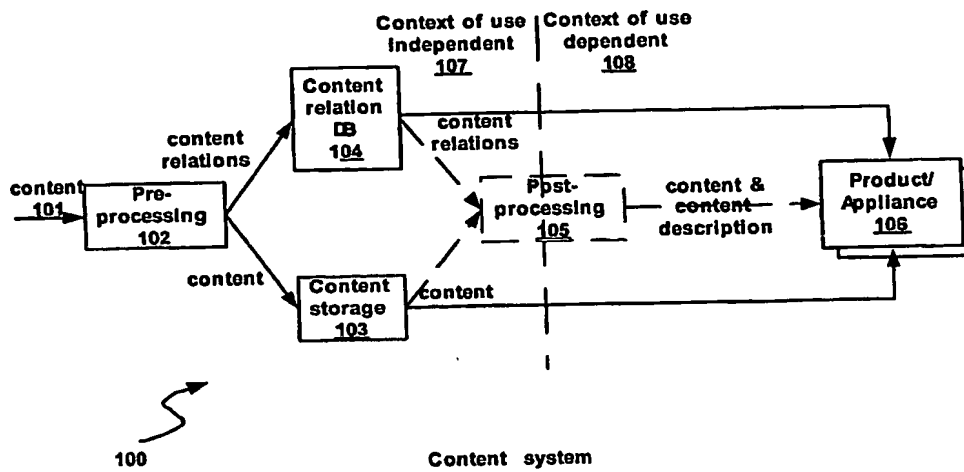 Context of use
independent
107
Context of use
dependent
108
Content
relation
DB
104
content
relations
content
relations
content
101
Pre-
processing
102
Post-
processing
105
content &
content
description
Product/
Appliance
106
content
Content
storage
103
content
100
Content system